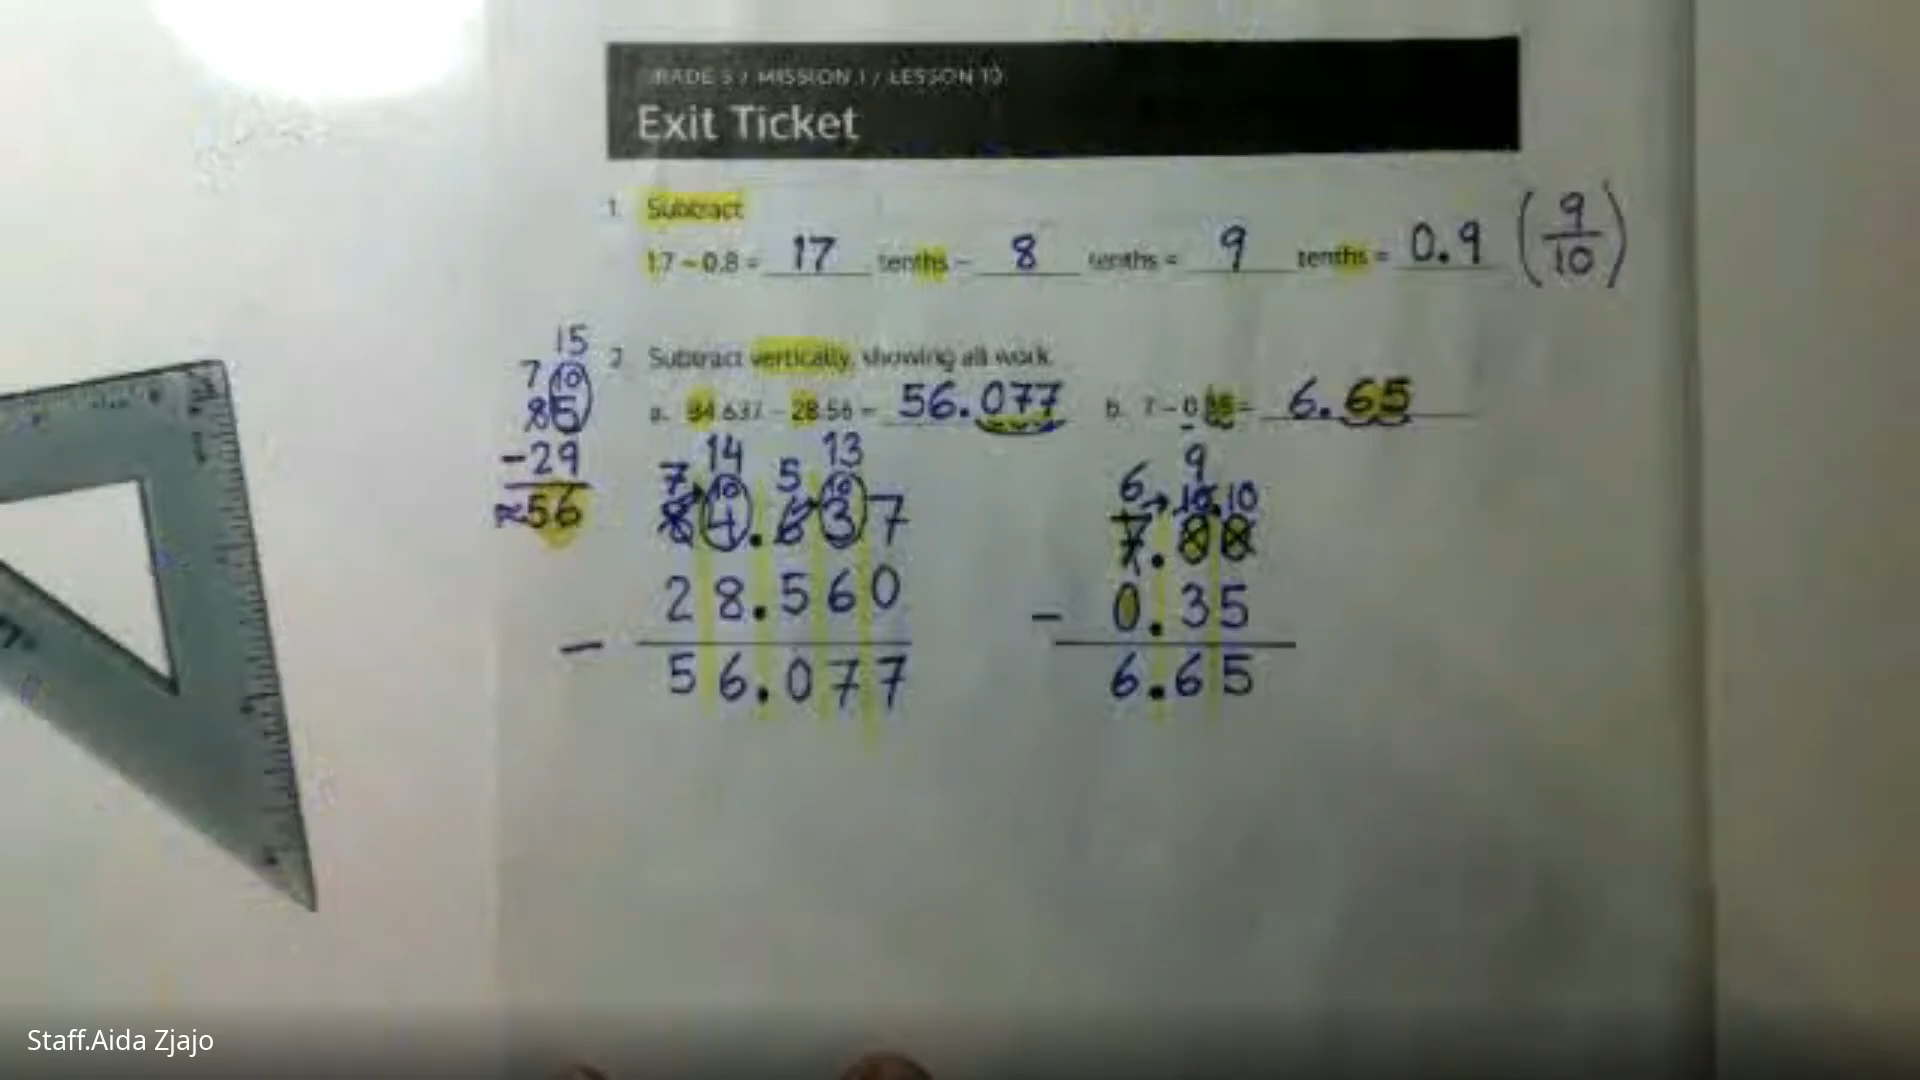 GRADE 5 / MISSION 1 / LESSON 10
Exit Ticket
1. Subtract
1.7 – 0.8 = 17 tenths – 8 tenths = 9 tenths = 0.9 (9/10)
2. Subtract vertically, showing all work.
a. 84.637 – 28.56 = 56.077 b. 7 – 0.35 = 6.65
15
7 10
85
-29
≈56
14 13
7 10 5 10
84.637
28.560
–
56.077
9
6 10 10
7.00
– 0.35
6.65
Staff.Aida Zjajo